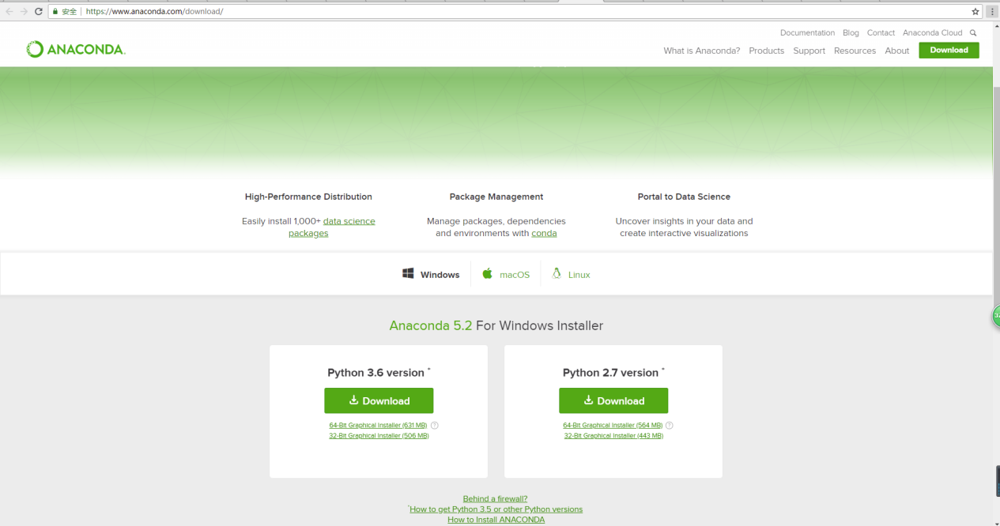 安全 https://www.anaconda.com/download/
Documentation Blog Contact Anaconda Cloud
ANACONDA.
What is Anaconda? Products Support Resources About Download
High-Performance Distribution
Easily install 1,000+ data science
packages
Package Management
Manage packages, dependencies
and environments with conda
Portal to Data Science
Uncover insights in your data and
create interactive visualizations
Windows macOS Linux
Anaconda 5.2 For Windows Installer
Python 3.6 version *
Download
64-Bit Graphical Installer (631 MB) ?
32-Bit Graphical Installer (506 MB)
Python 2.7 version *
Download
64-Bit Graphical Installer (564 MB) ?
32-Bit Graphical Installer (443 MB)
Behind a firewall?
*How to get Python 3.5 or other Python versions
How to Install ANACONDA